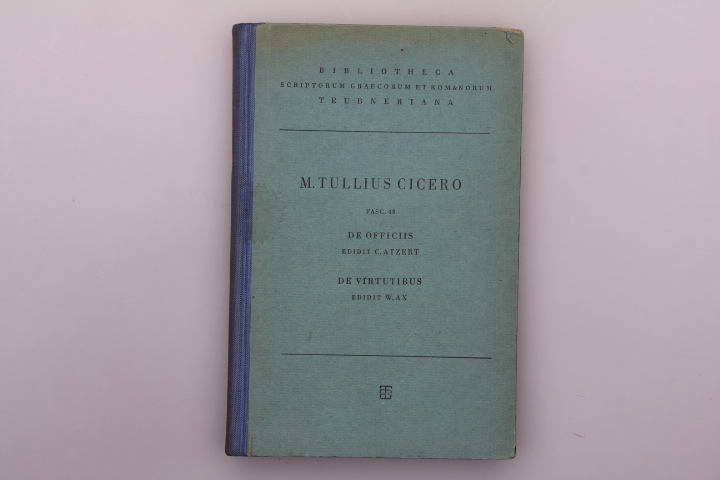 BIBLIOTHECA
SCRIPTORUM GRAECORUM ET ROMANORUM
TEUBNERIANA
M. TULLIUS CICERO
FASC. 48
DE OFFICIIS
EDIDIT C. ATZERT
DE VIRTUTIBUS
EDIDIT W. AX